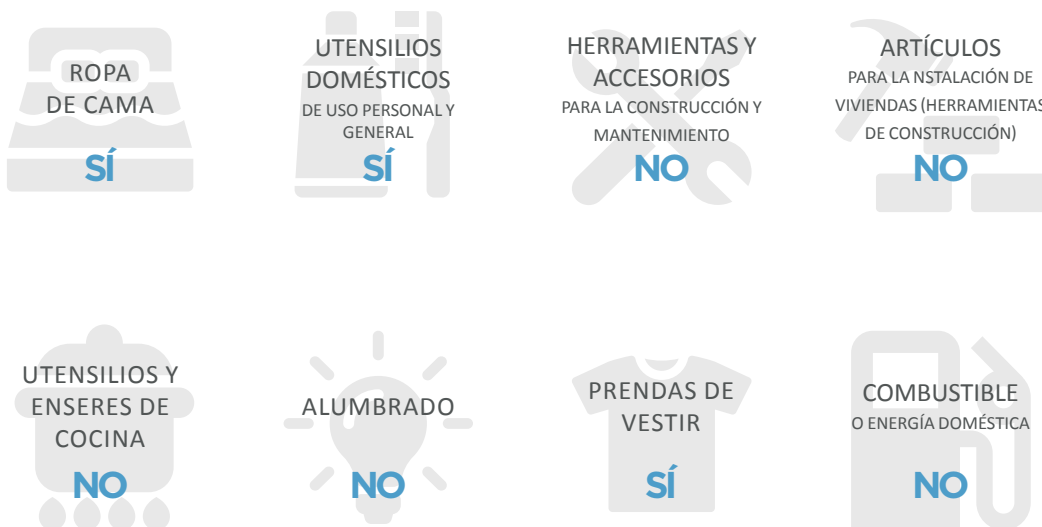 ROPA
DE CAMA
SÍ
UTENSILIOS
DOMÉSTICOS
DE USO PERSONAL Y
GENERAL
SÍ
HERRAMIENTAS Y
ACCESORIOS
PARA LA CONSTRUCCIÓN Y
MANTENIMIENTO
NO
ARTÍCULOS
PARA LA NSTALACIÓN DE
VIVIENDAS (HERRAMIENTAS
DE CONSTRUCCIÓN)
NO
UTENSILIOS Y
ENSERES DE
COCINA
NO
ALUMBRADO
NO
PRENDAS DE
VESTIR
SÍ
COMBUSTIBLE
O ENERGÍA DOMÉSTICA
NO